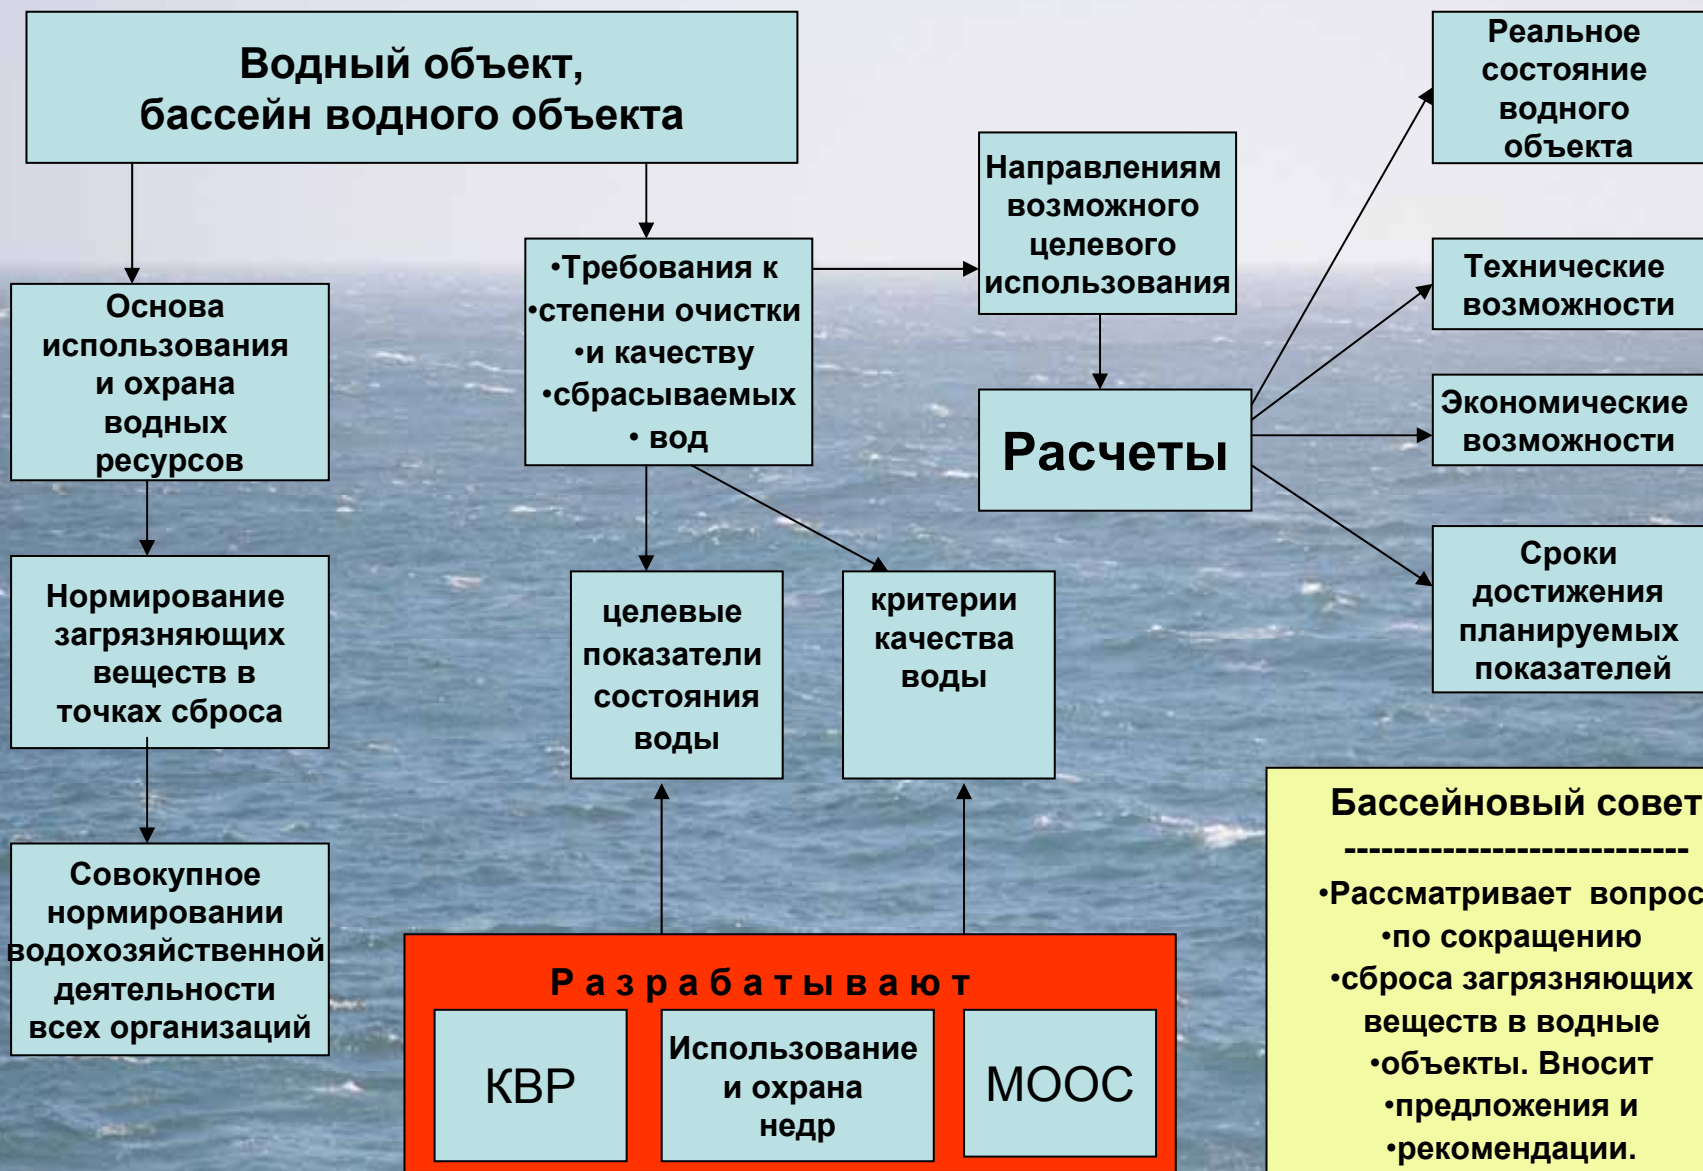 Водный объект,
бассейн водного объекта
Реальное
состояние
водного
объекта
Направлениям
возможного
целевого
использования
•Требования к
•степени очистки
•и качеству
•сбрасываемых
• вод
Технические
возможности
Основа
использования
и охрана
водных
ресурсов
Экономические
возможности
Расчеты
Сроки
достижения
планируемых
показателей
Нормирование
загрязняющих
веществ в
точках сброса
целевые
показатели
состояния
воды
критерии
качества
воды
Бассейновый совет
----------------------------
•Рассматривает вопрос
•по сокращению
•сброса загрязняющих
веществ в водные
•объекты. Вносит
•предложения и
•рекомендации.
Совокупное
нормировании
водохозяйственной
деятельности
всех организаций
Р а з р а б а т ы в а ю т
КВР
Использование
и охрана
недр
МООС